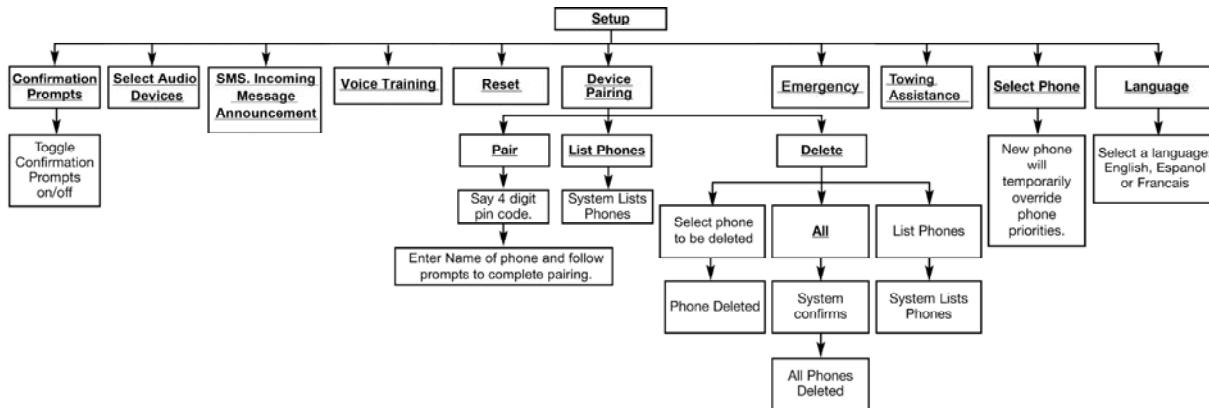 Setup
Confirmation
Prompts
Select Audio
Devices
SMS. Incoming
Message
Announcement
Voice Training
Reset
Device
Pairing
Emergency
Towing
Assistance
Select Phone
Language
Toggle
Confirmation
Prompts
on/off
Pair
List Phones
Delete
New phone
will
temporarily
override
phone
priorities.
Select a language:
English, Espanol
or Francais
Say 4 digit
pin code.
System Lists
Phones
Select phone
to be deleted
All
List Phones
Enter Name of phone and follow
prompts to complete pairing.
Phone Deleted
System
confirms
System Lists
Phones
All Phones
Deleted